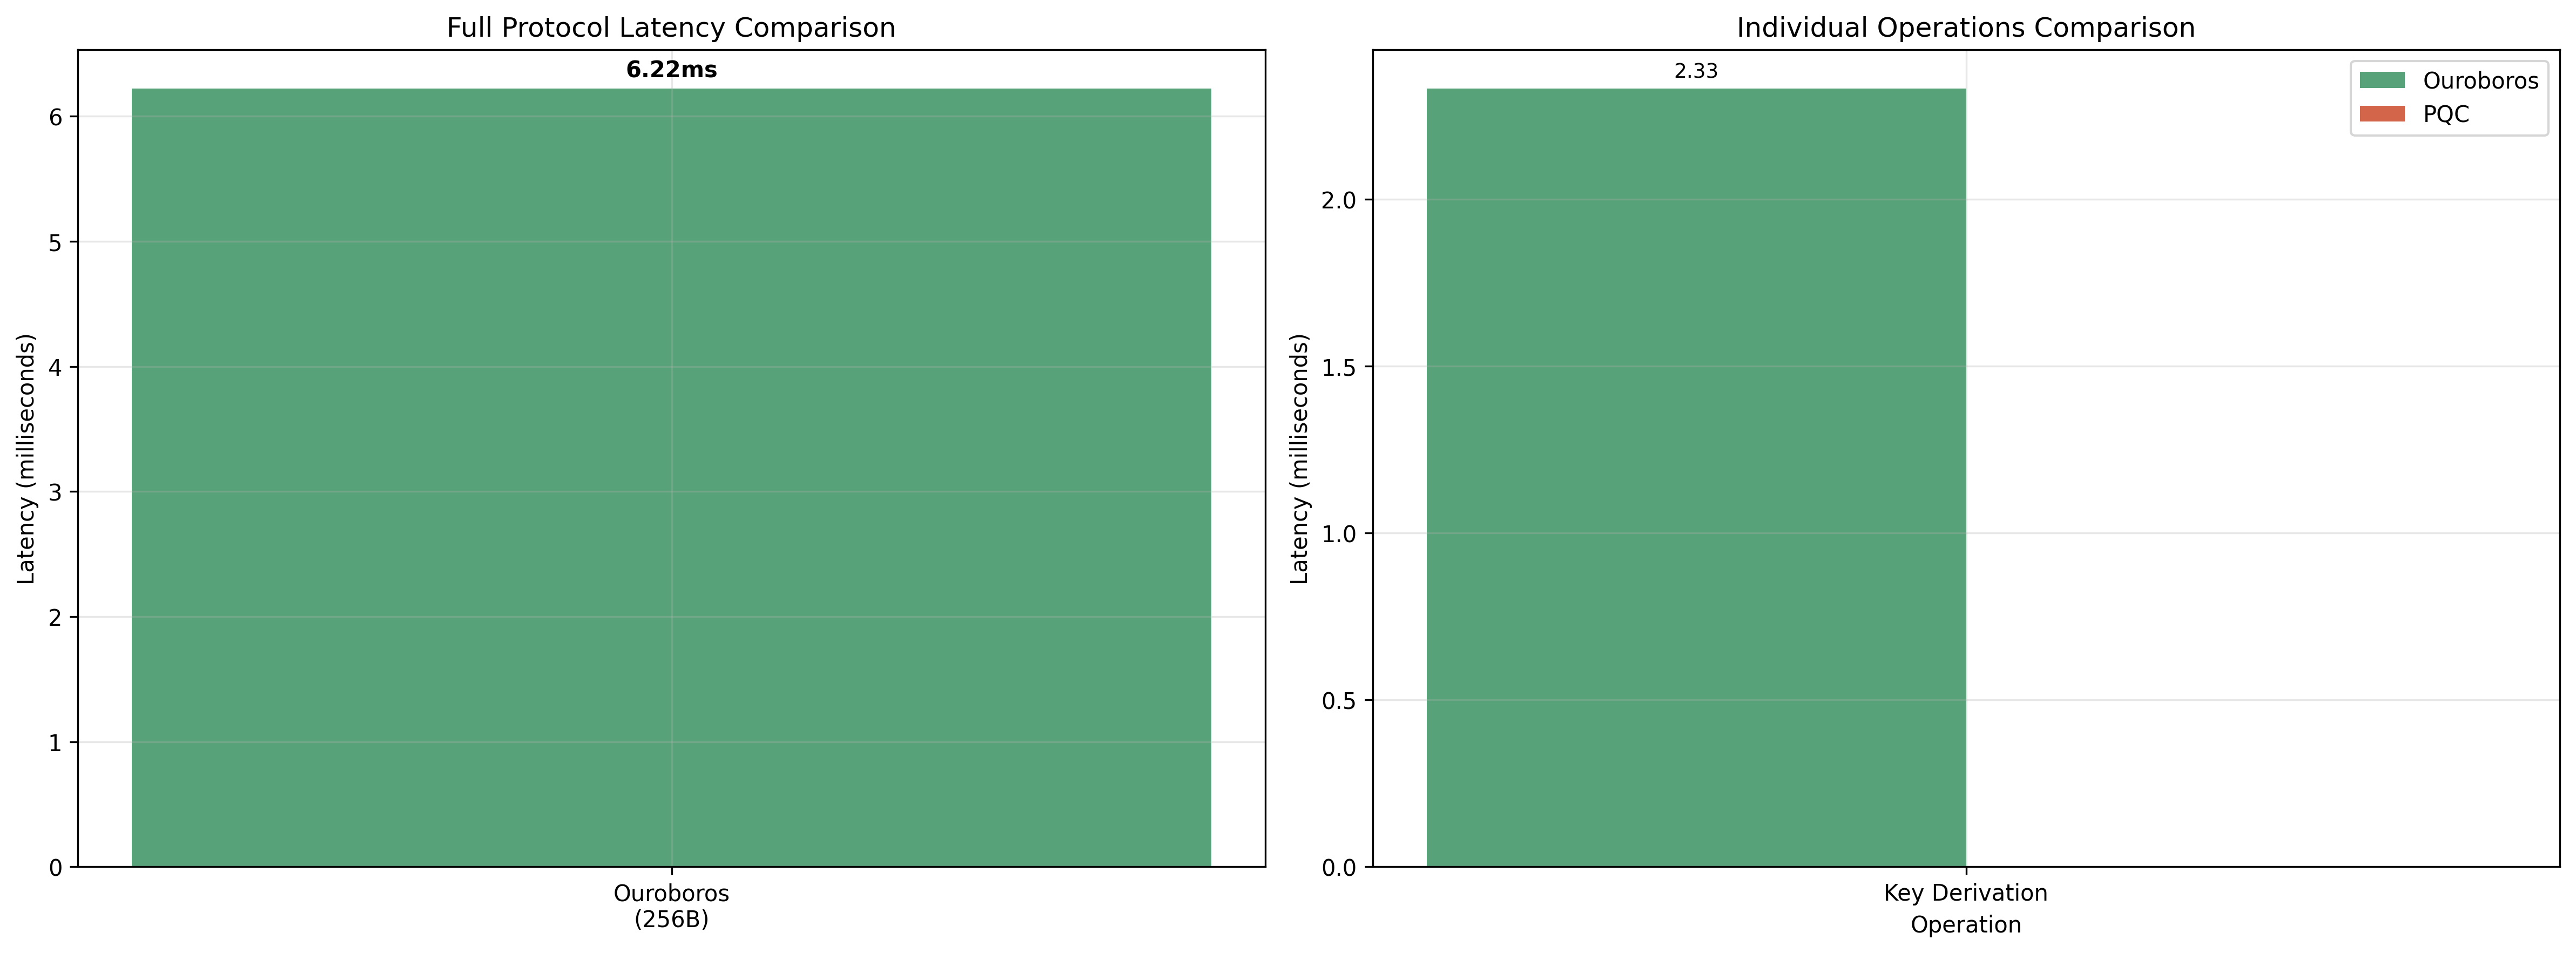 Full Protocol Latency Comparison
6.22ms
Latency (milliseconds)
6
5
4
3
2
1
0
Ouroboros
(256B)
Individual Operations Comparison
2.33
Ouroboros
PQC
Latency (milliseconds)
2.0
1.5
1.0
0.5
0.0
Key Derivation
Operation